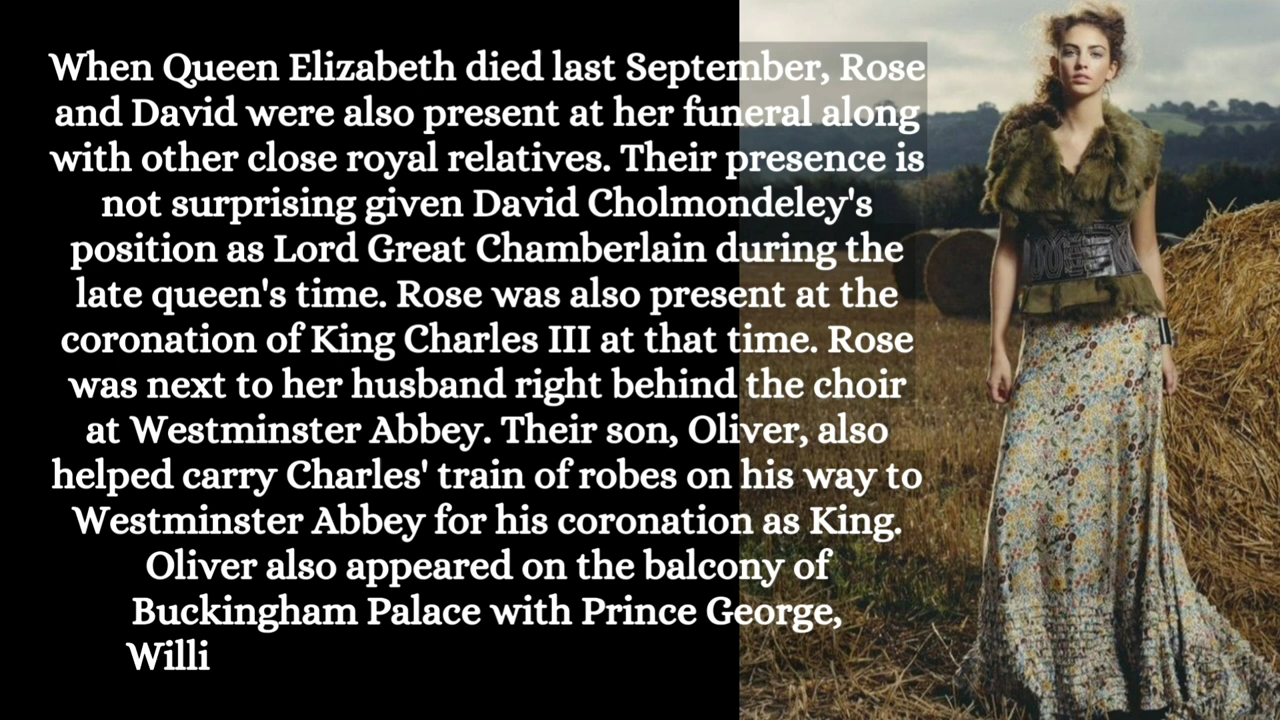 When Queen Elizabeth died last September, Rose
and David were also present at her funeral along
with other close royal relatives. Their presence is
not surprising given David Cholmondeley's
position as Lord Great Chamberlain during the
late queen's time. Rose was also present at the
coronation of King Charles III at that time. Rose
was next to her husband right behind the choir
at Westminster Abbey. Their son, Oliver, also
helped carry Charles' train of robes on his way to
Westminster Abbey for his coronation as King.
Oliver also appeared on the balcony of
Buckingham Palace with Prince George,
Willi